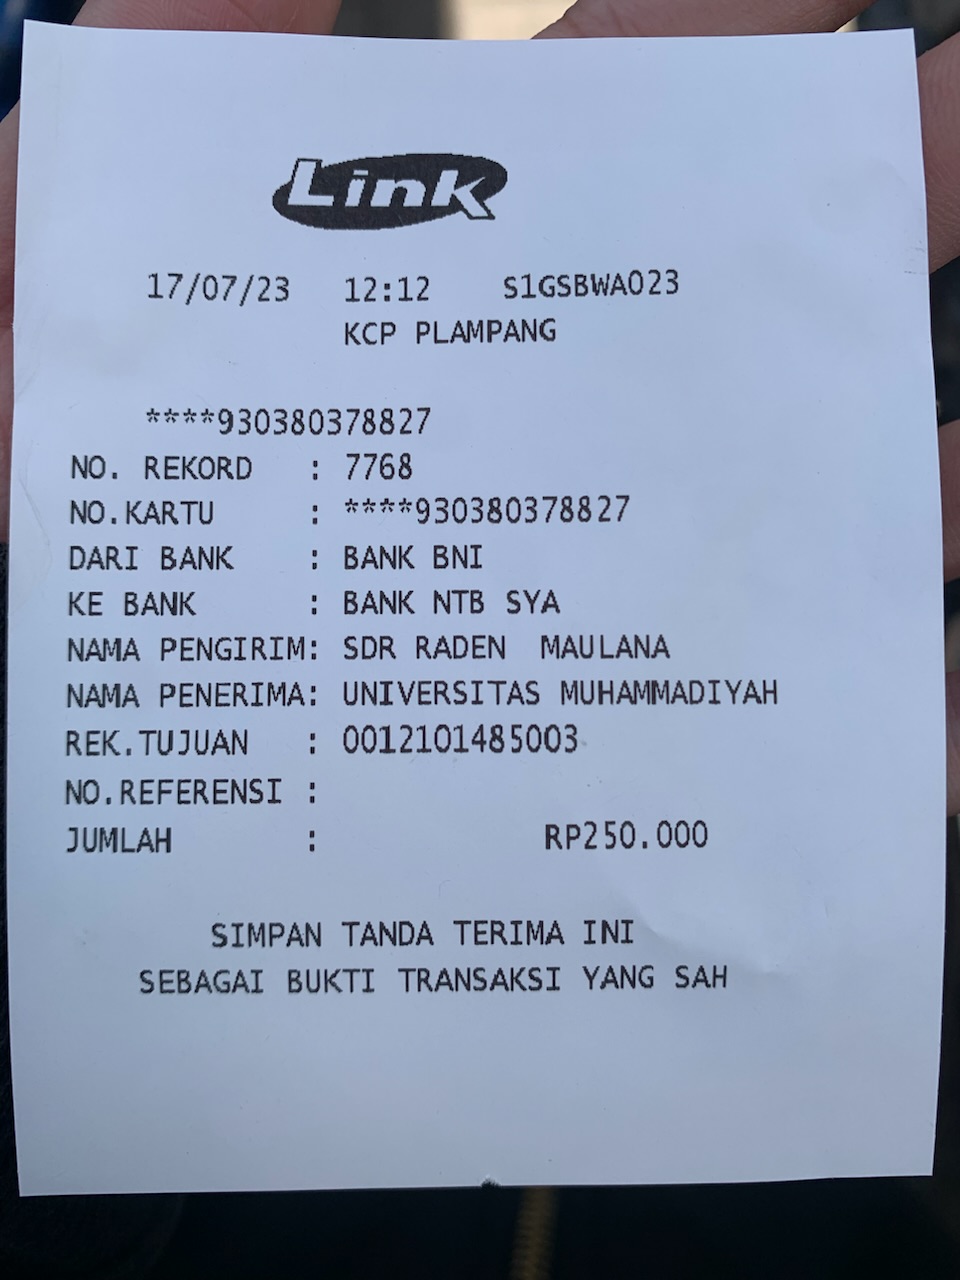 Link
17/07/23 12:12 S1GSBWA023
KCP PLAMPANG
****930380378827
NO. REKORD : 7768
NO.KARTU : ****930380378827
DARI BANK : BANK BNI
KE BANK : BANK NTB SYA
NAMA PENGIRIM: SDR RADEN MAULANA
NAMA PENERIMA: UNIVERSITAS MUHAMMADIYAH
REK.TUJUAN : 0012101485003
NO.REFERENSI :
JUMLAH : RP250.000
SIMPAN TANDA TERIMA INI
SEBAGAI BUKTI TRANSAKSI YANG SAH